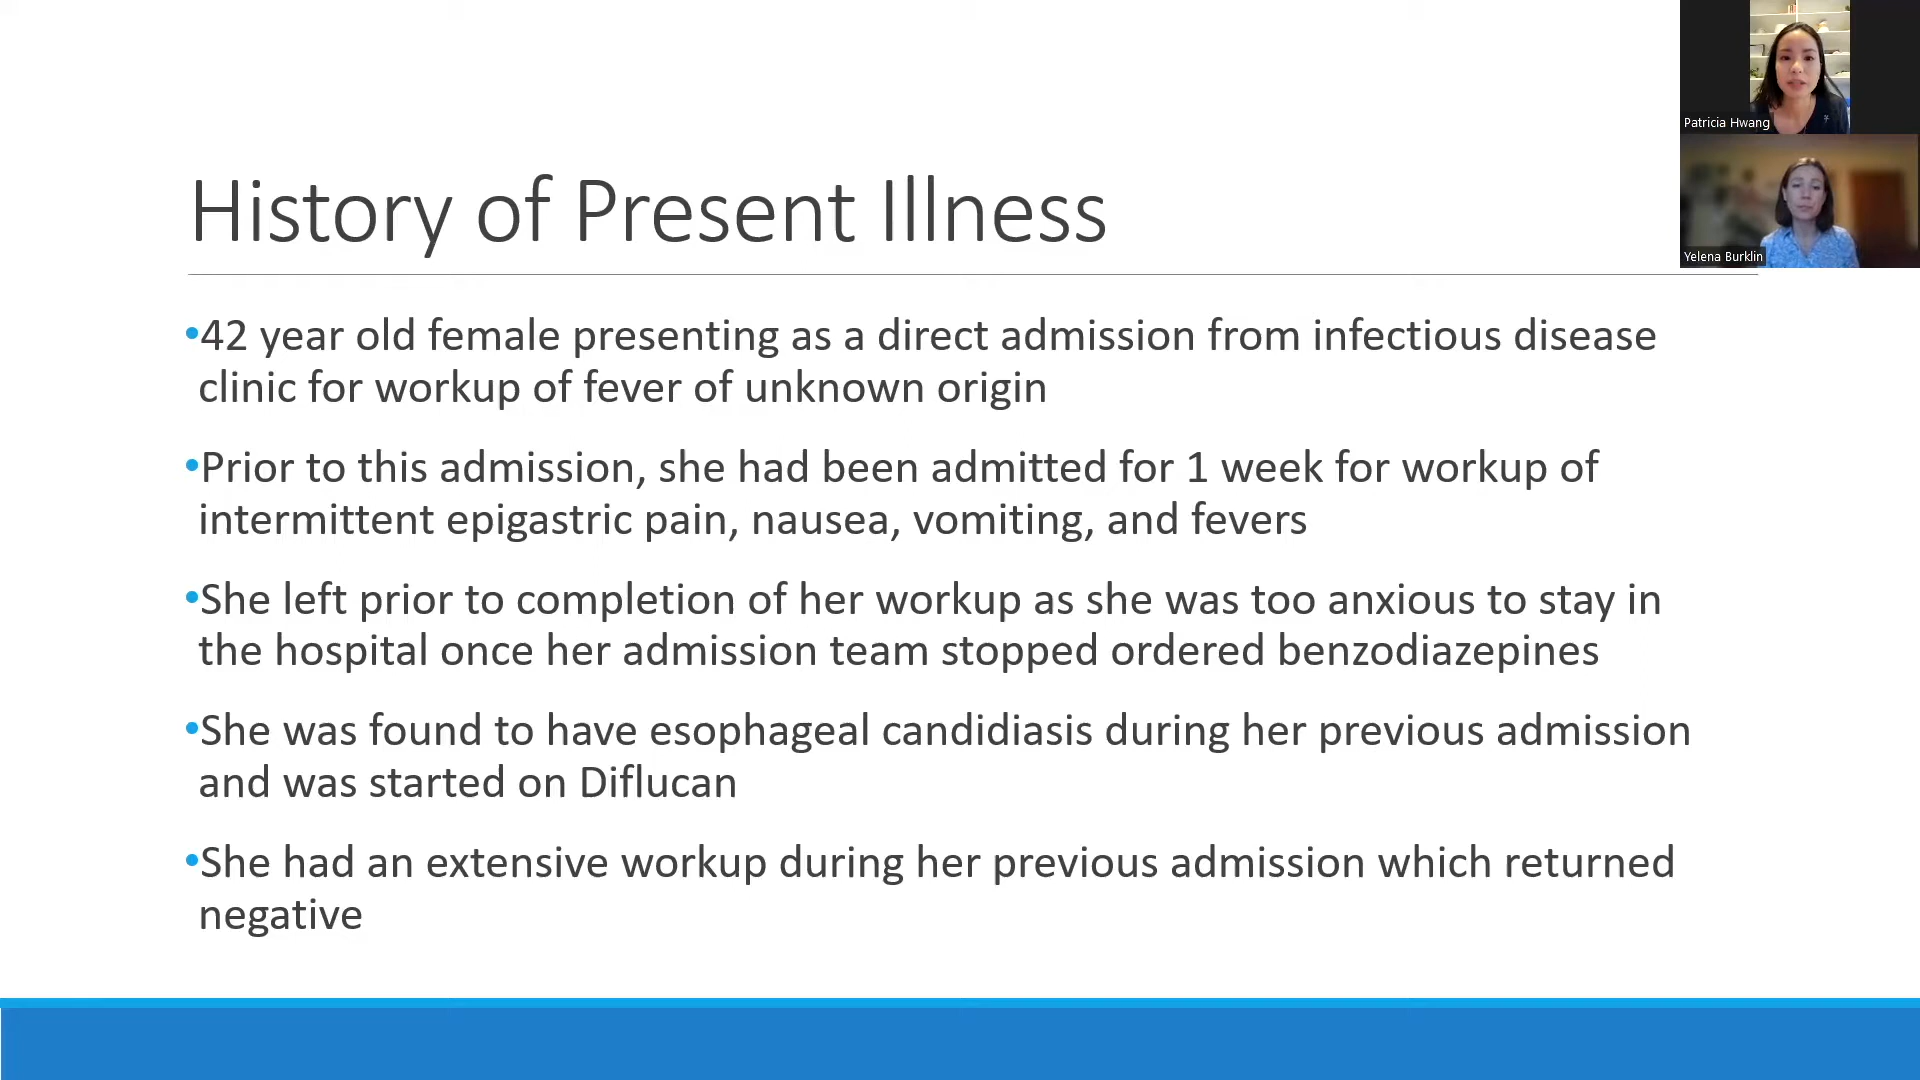 Patricia Hwang
Yelena Burklin
History of Present Illness
•42 year old female presenting as a direct admission from infectious disease
clinic for workup of fever of unknown origin
•Prior to this admission, she had been admitted for 1 week for workup of
intermittent epigastric pain, nausea, vomiting, and fevers
•She left prior to completion of her workup as she was too anxious to stay in
the hospital once her admission team stopped ordered benzodiazepines
•She was found to have esophageal candidiasis during her previous admission
and was started on Diflucan
•She had an extensive workup during her previous admission which returned
negative